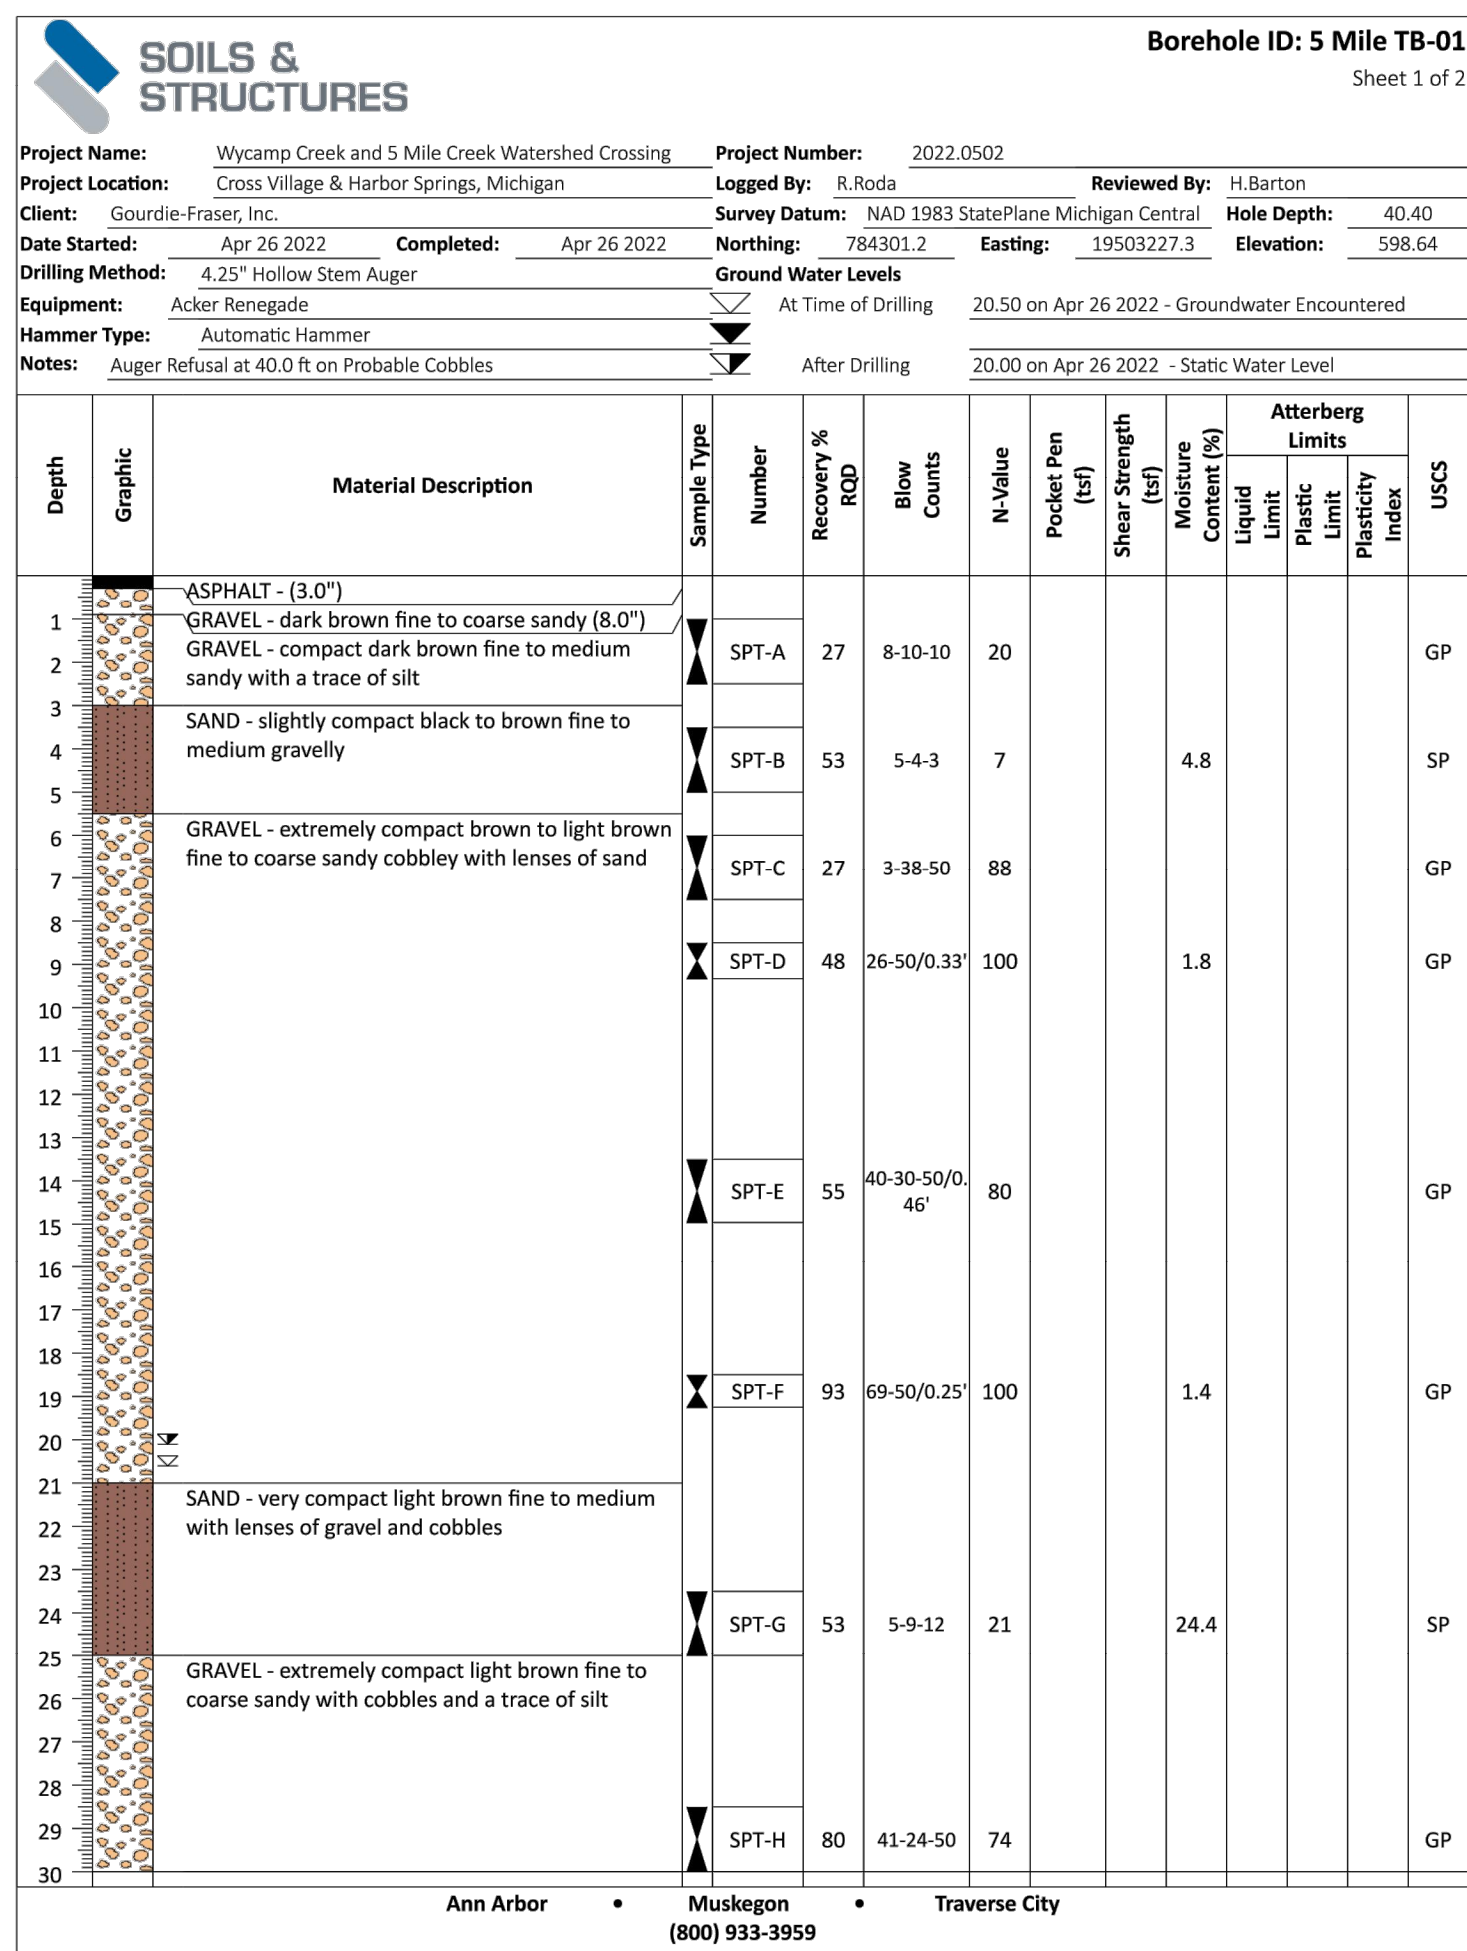 SOILS &
STRUCTURES
Borehole ID: 5 Mile TB-01
Sheet 1 of 2
Project Name: Wycamp Creek and 5 Mile Creek Watershed Crossing Project Number: 2022.0502
Project Location: Cross Village & Harbor Springs, Michigan Logged By: R.Roda Reviewed By: H.Barton
Client: Gourdie-Fraser, Inc. Survey Datum: NAD 1983 StatePlane Michigan Central Hole Depth: 40.40
Date Started: Apr 26 2022 Completed: Apr 26 2022 Northing: 784301.2 Easting: 19503227.3 Elevation: 598.64
Drilling Method: 4.25" Hollow Stem Auger Ground Water Levels
Equipment: Acker Renegade At Time of Drilling 20.50 on Apr 26 2022 - Groundwater Encountered
Hammer Type: Automatic Hammer
Notes: Auger Refusal at 40.0 ft on Probable Cobbles After Drilling 20.00 on Apr 26 2022 - Static Water Level
Depth
Graphic
Material Description
Sample Type
Number
Recovery %
RQD
Blow
Counts
N-Value
Pocket Pen
(tsf)
Shear Strength
(tsf)
Moisture
Content (%)
Atterberg
Limits
Liquid
Limit
Plastic
Limit
Plasticity
Index
USCS
ASPHALT - (3.0")
1 GRAVEL - dark brown fine to coarse sandy (8.0")
GRAVEL - compact dark brown fine to medium
SPT-A 27 8-10-10 20 GP
2 sandy with a trace of silt
3
SAND - slightly compact black to brown fine to
4 medium gravelly
SPT-B 53 5-4-3 7 4.8 SP
5
GRAVEL - extremely compact brown to light brown
6
fine to coarse sandy cobbley with lenses of sand
SPT-C 27 3-38-50 88 GP
7
8
9 SPT-D 48 26-50/0.33' 100 1.8 GP
10
11
12
13
14 SPT-E 55 40-30-50/0.
46' 80 GP
15
16
17
18
19 SPT-F 93 69-50/0.25' 100 1.4 GP
20
21
SAND - very compact light brown fine to medium
22 with lenses of gravel and cobbles
23
24 SPT-G 53 5-9-12 21 24.4 SP
25
GRAVEL - extremely compact light brown fine to
26 coarse sandy with cobbles and a trace of silt
27
28
29 SPT-H 80 41-24-50 74 GP
30
Ann Arbor • Muskegon • Traverse City
(800) 933-3959